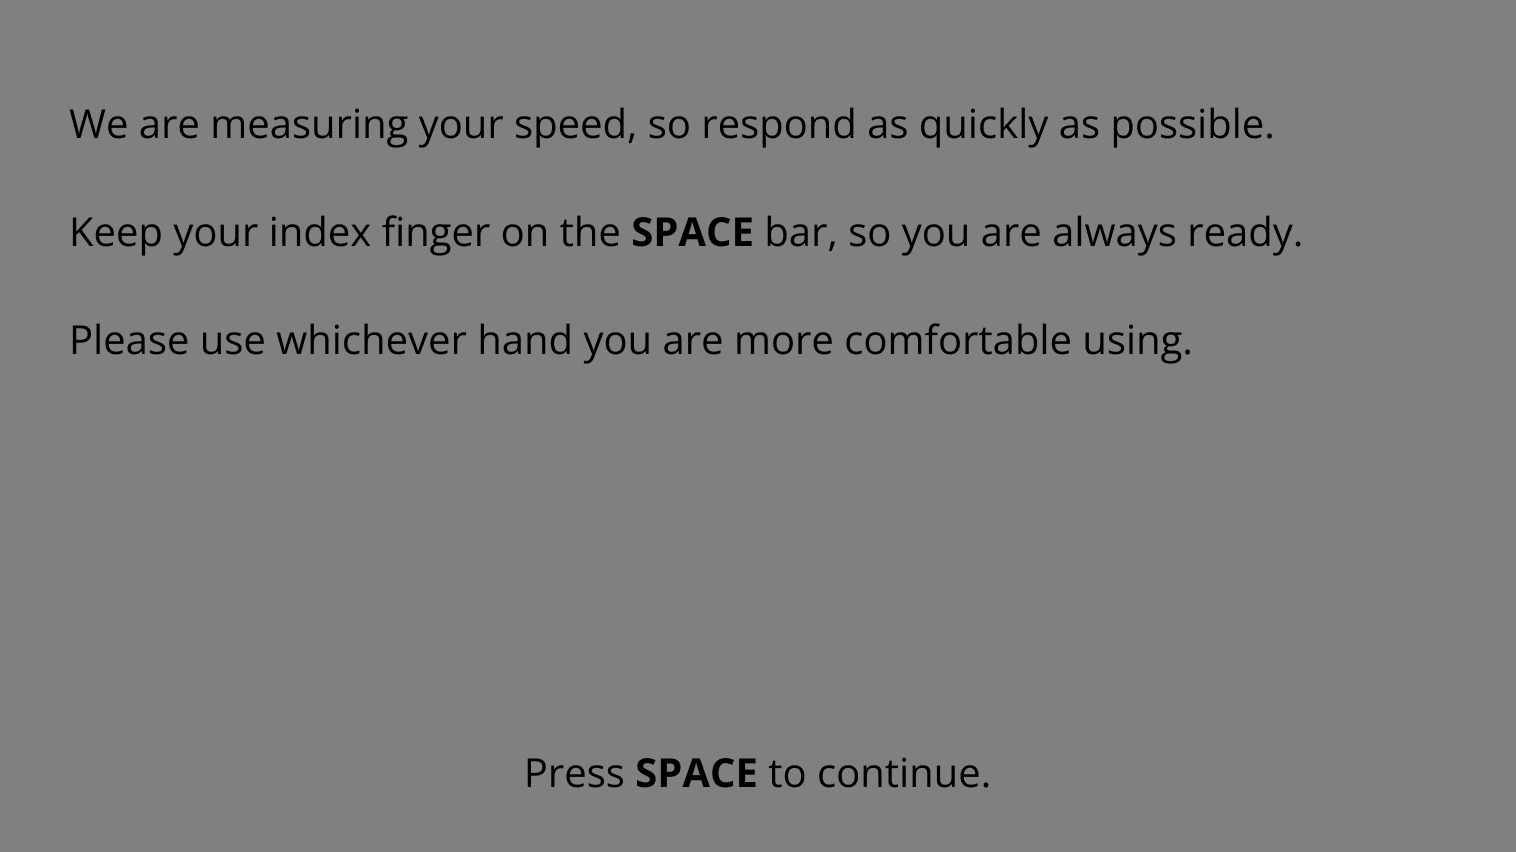 We are measuring your speed, so respond as quickly as possible.
Keep your index finger on the SPACE bar, so you are always ready.
Please use whichever hand you are more comfortable using.
Press SPACE to continue.